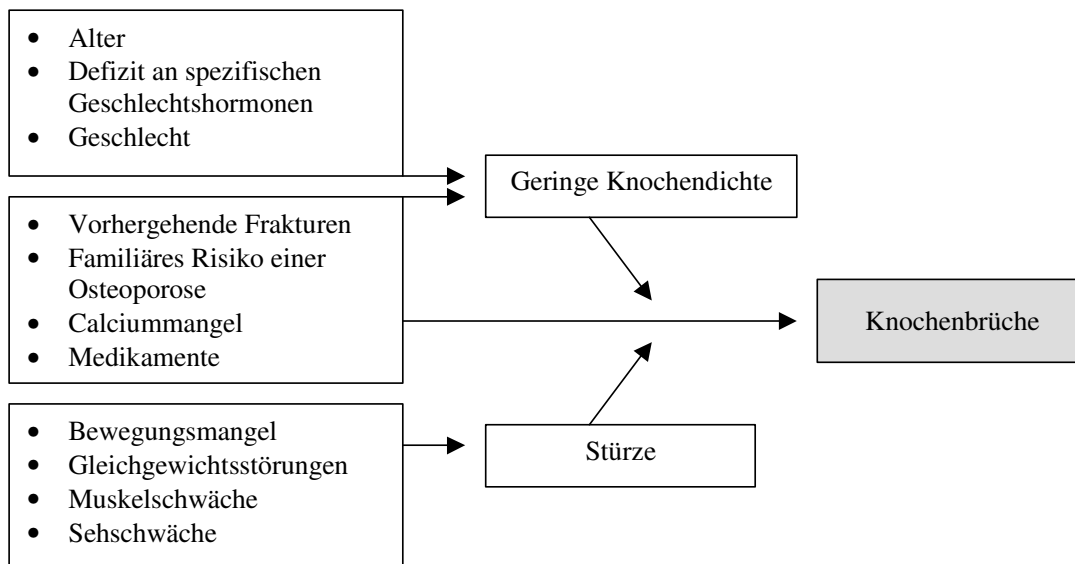 • Alter
• Defizit an spezifischen
Geschlechtshormonen
• Geschlecht
Geringe Knochendichte
• Vorhergehende Frakturen
• Familiäres Risiko einer
Osteoporose
• Calciummangel
• Medikamente
Knochenbrüche
• Bewegungsmangel
• Gleichgewichtsstörungen
• Muskelschwäche
• Sehschwäche
Stürze